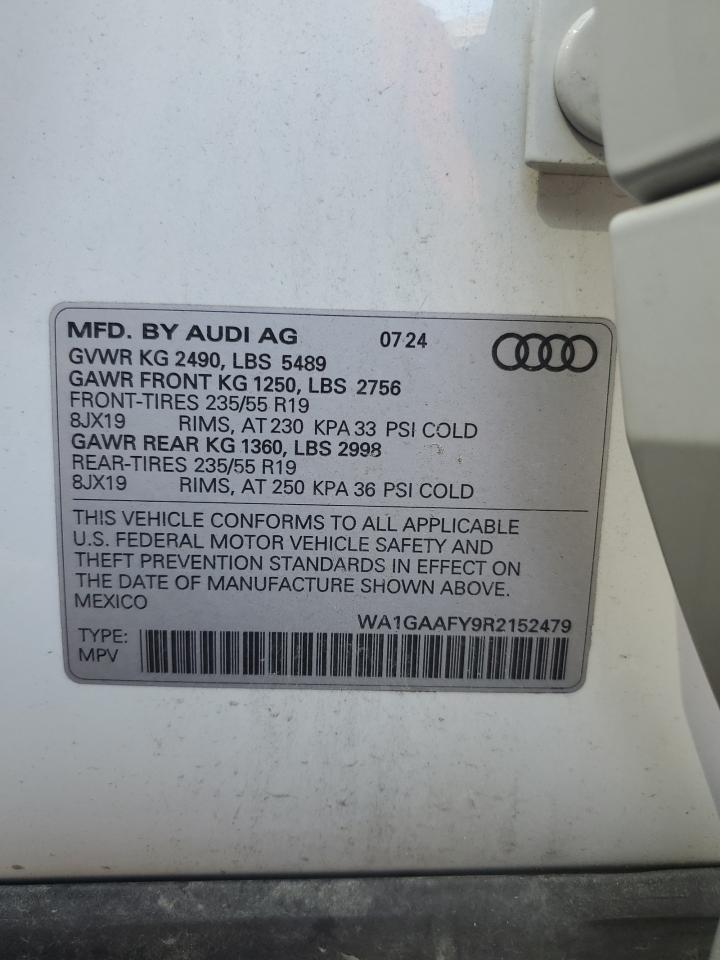 MFD. BY AUDI AG 07 24
GVWR KG 2490, LBS 5489
GAWR FRONT KG 1250, LBS 2756
FRONT-TIRES 235/55 R19
8JX19 RIMS, AT 230 KPA 33 PSI COLD
GAWR REAR KG 1360, LBS 2998
REAR-TIRES 235/55 R19
8JX19 RIMS, AT 250 KPA 36 PSI COLD
THIS VEHICLE CONFORMS TO ALL APPLICABLE
U.S. FEDERAL MOTOR VEHICLE SAFETY AND
THEFT PREVENTION STANDARDS IN EFFECT ON
THE DATE OF MANUFACTURE SHOWN ABOVE.
MEXICO
WA1GAAFY9R2152479
TYPE:
MPV